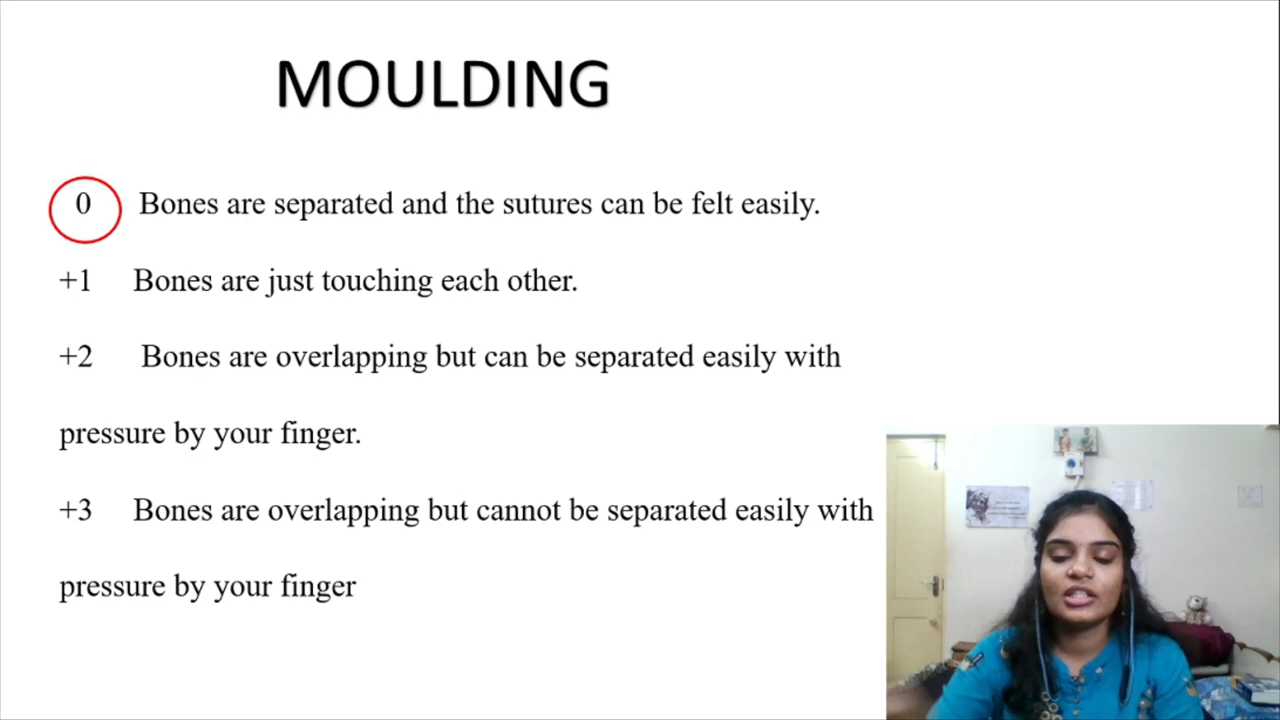 MOULDING
0 Bones are separated and the sutures can be felt easily.
+1 Bones are just touching each other.
+2 Bones are overlapping but can be separated easily with
pressure by your finger.
+3 Bones are overlapping but cannot be separated easily with
pressure by your finger